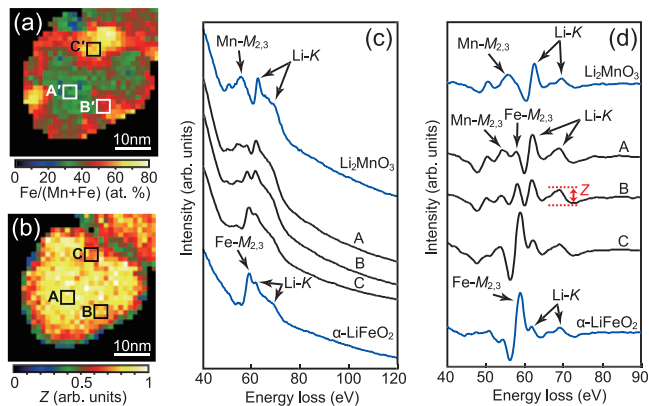 (a)
C′
A′
B′
10nm
0 20 40 60 80
Fe/(Mn+Fe) (at. %)
(b)
C
A
B
10nm
0 0.5 1
Z (arb. units)
(c)
Mn-M2,3
Li-K
Li2MnO3
A
B
C
Fe-M2,3
Li-K
α-LiFeO2
Intensity (arb. units)
40 60 80 100 120
Energy loss (eV)
(d)
Mn-M2,3
Li-K
Li2MnO3
Mn-M2,3
Fe-M2,3
Li-K
A
B
Z
C
Fe-M2,3
Li-K
α-LiFeO2
Intensity (arb. units)
40 50 60 70 80 90
Energy loss (eV)